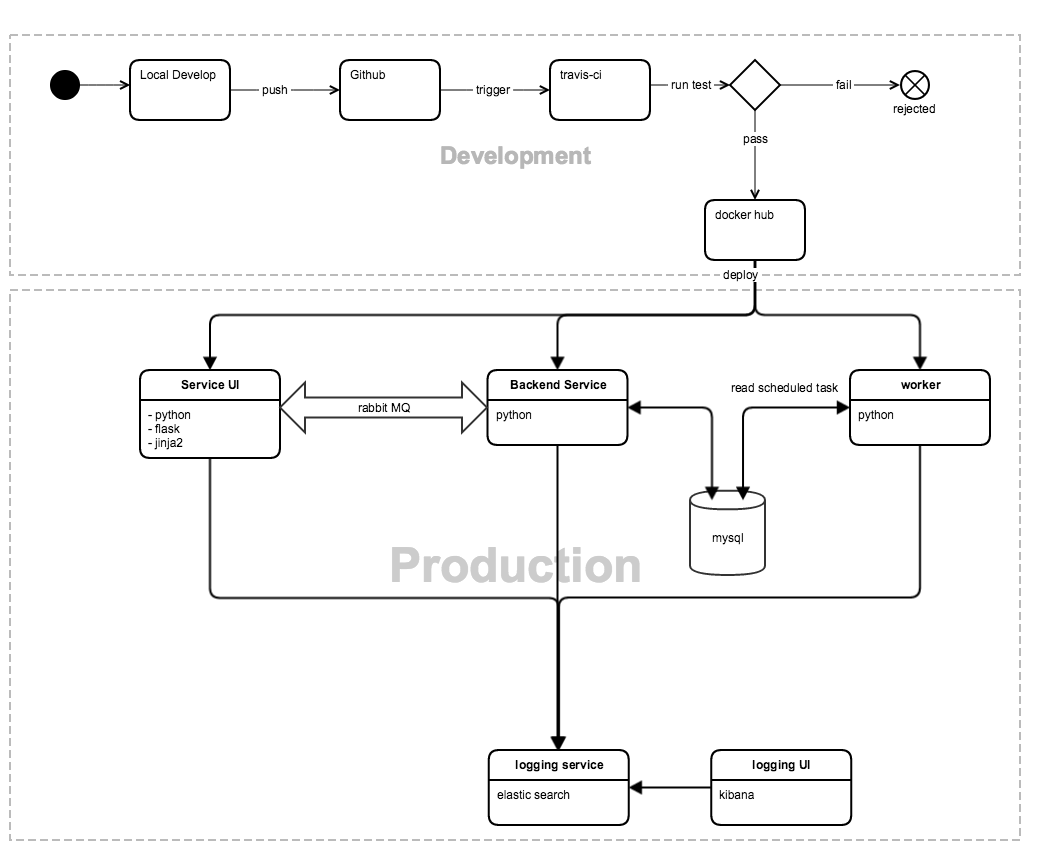 Local Develop
push
Github
trigger
travis-ci
run test
fail
rejected
pass
Development
docker hub
deploy
Service UI
- python
- flask
- jinja2
rabbit MQ
Backend Service
python
read scheduled task
worker
python
mysql
Production
logging service
elastic search
logging UI
kibana